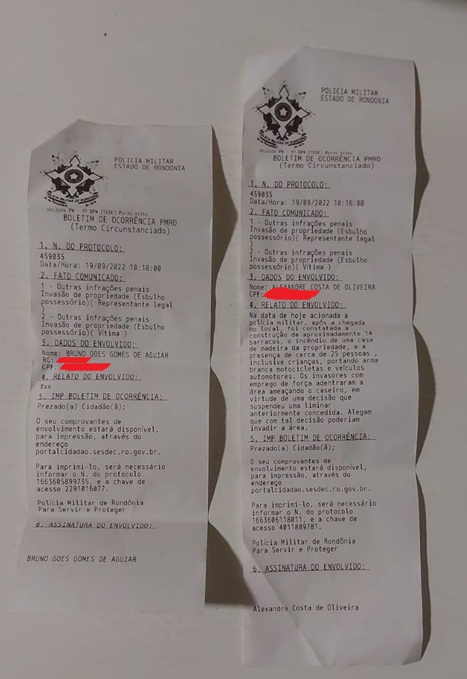 POLICIA MILITAR
ESTADO DE RONDONIA
BOLETIM DE OCORRÊNCIA PMRO
(Termo Circunstanciado)
1. N. DO PROTOCOLO:
459035
Data/Hora: 19/09/2022 10:18:00
2. FATO COMUNICADO:
1 - Outras infrações penais
Invasão de propriedade (Esbulho
possessório)( Representante legal
)
2 - Outras infrações penais
Invasão de propriedade (Esbulho
possessório)( Vitima )
3. DADOS DO ENVOLVIDO:
Nome: BRUNO GOES GOMES DE AGUIAR
RG:
CPF:
4. RELATO DO ENVOLVIDO:
Xxx
5. IMP BOLETIM DE OCORRÊNCIA:
Prezado(a) Cidadão(ã);
O seu comprovantes de
envolvimento estará disponível,
para impressão, através do
endereço
portalcidadao.sesdec.ro.gov.br.
Para imprimi-lo, será necessário
informar o N. do protocolo
1663605899735, e a chave de
acesso 2291016077.
Polícia Militar de Rondônia
Para Servir e Proteger
6. ASSINATURA DO ENVOLVIDO:
BRUNO GOES GOMES DE AGUIAR
POLICIA MILITAR
ESTADO DE RONDONIA
BOLETIM DE OCORRÊNCIA PMRO
(Termo Circunstanciado)
1. N. DO PROTOCOLO:
459035
Data/Hora: 19/09/2022 10:18:00
2. FATO COMUNICADO:
1 - Outras infrações penais
Invasão de propriedade (Esbulho
possessório)( Representante legal
)
2 - Outras infrações penais
Invasão de propriedade (Esbulho
possessório)( Vitima )
3. DADOS DO ENVOLVIDO:
Nome: ALEXANDRE COSTA DE OLIVEIRA
CPF:
4. RELATO DO ENVOLVIDO:
Na data de hoje acionada a
polícia militar, após a chegada
no local, foi constatada a
construção de aproximadamente 14
barracos, o incêndio de uma casa
de madeira da propriedade, e a
presença de cerca de 25 pessoas ,
inclusive crianças, portando arma
branca motocicletas e veículos
automotores. Os invasores com
emprego de força adentraram à
área ameaçando o caseiro, em
virtude de uma decisão que
suspendeu uma liminar
anteriormente concedida. Alegam
que com tal decisão poderiam
invadir a área.
5. IMP BOLETIM DE OCORRÊNCIA:
Prezado(a) Cidadão(ã);
O seu comprovantes de
envolvimento estará disponível,
para impressão, através do
endereço
portalcidadao.sesdec.ro.gov.br.
Para imprimi-lo, será necessário
informar o N. do protocolo
1663606118011, e a chave de
acesso 4011809781.
Polícia Militar de Rondônia
Para Servir e Proteger
6. ASSINATURA DO ENVOLVIDO:
Alexandre Costa de Oliveira